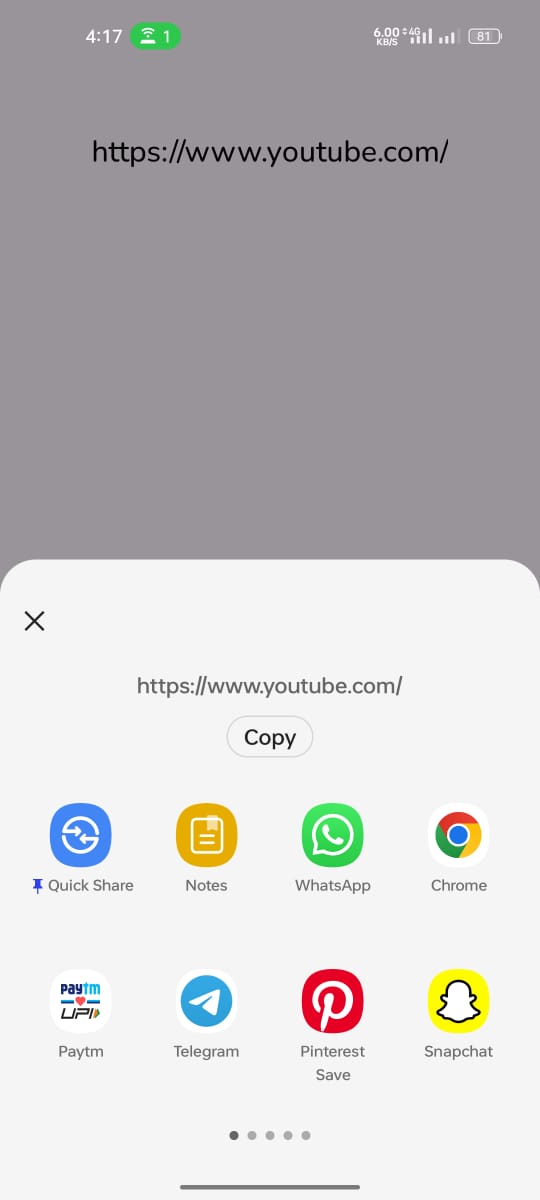 4:17 1 6.00 KB/S 4G 81
https://www.youtube.com/
https://www.youtube.com/
Copy
Quick Share Notes WhatsApp Chrome
paytm UPI
Paytm Telegram Pinterest Save Snapchat